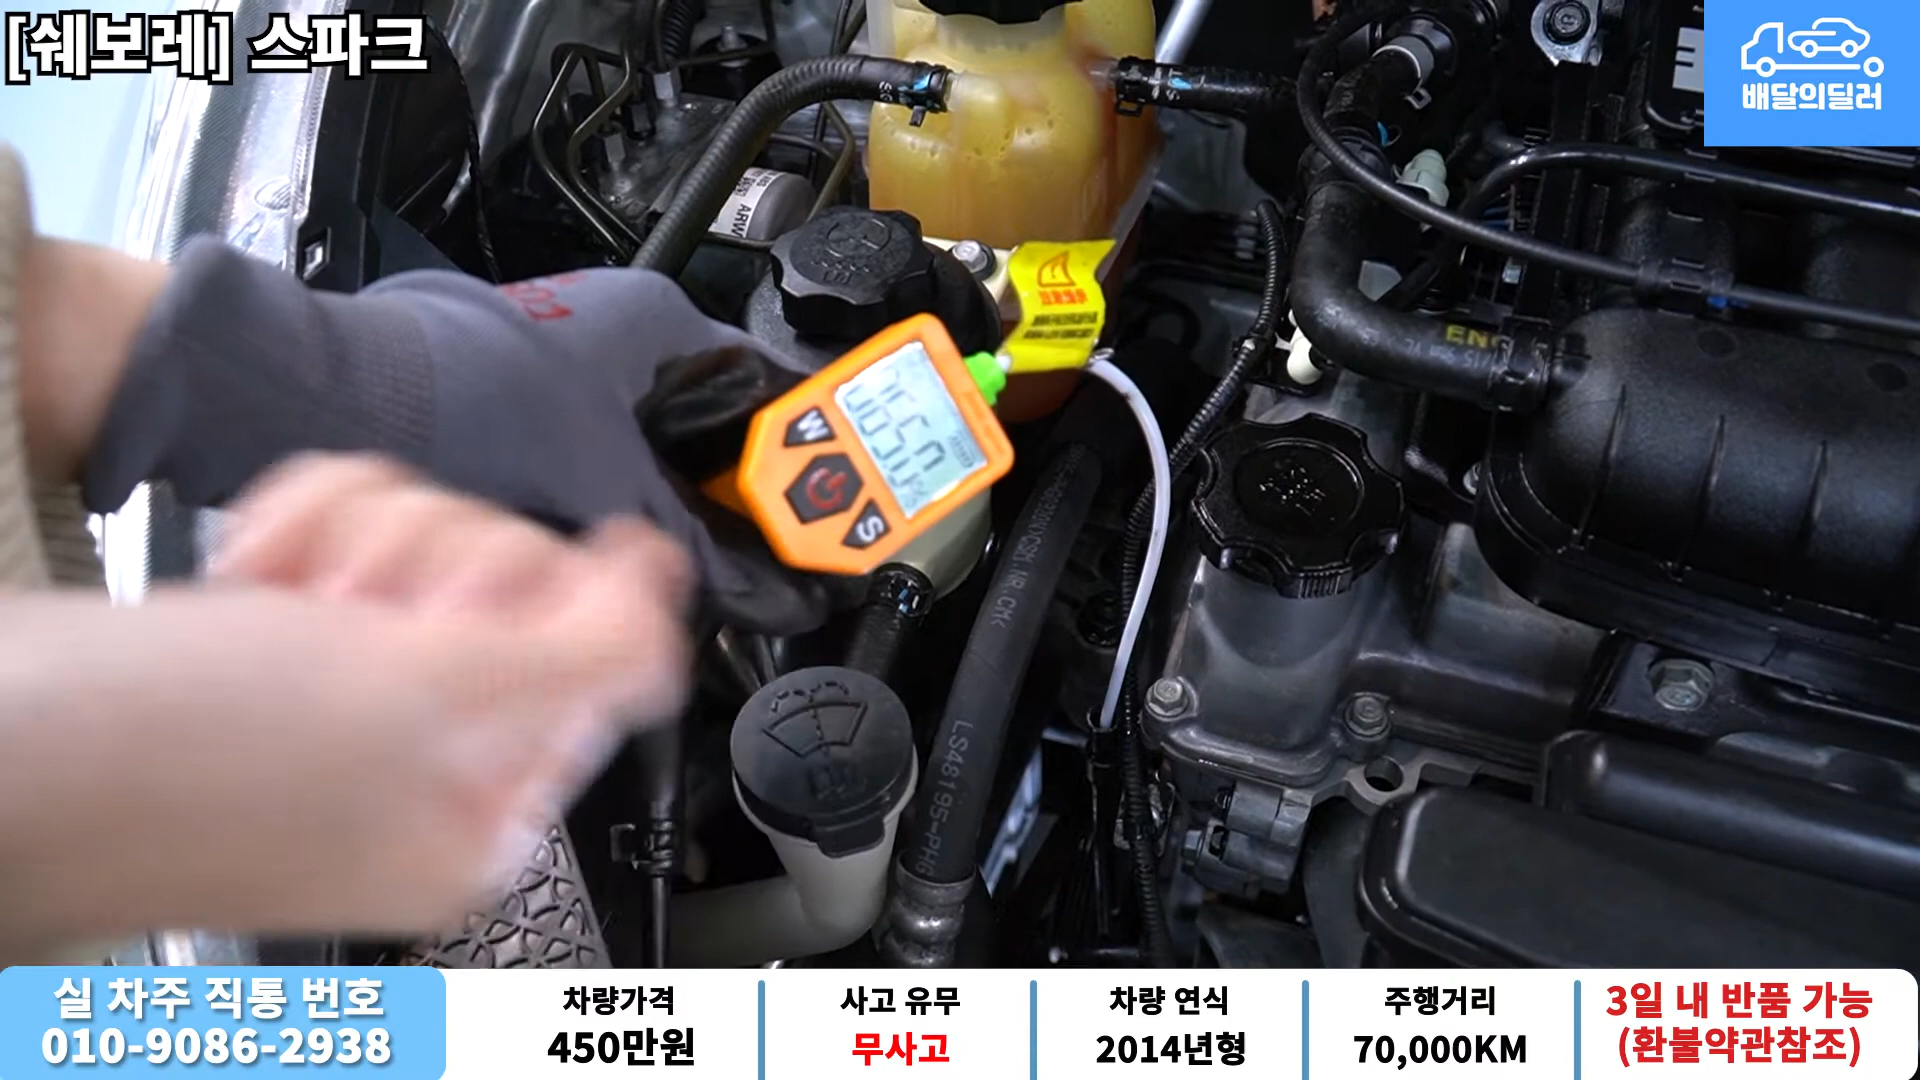 [쉐보레] 스파크
배달의딜러
ARW
W
S
ENG
LS48195-PHG
실 차주 직통 번호
010-9086-2938
차량가격
450만원
사고 유무
무사고
차량 연식
2014년형
주행거리
70,000KM
3일 내 반품 가능
(환불약관참조)